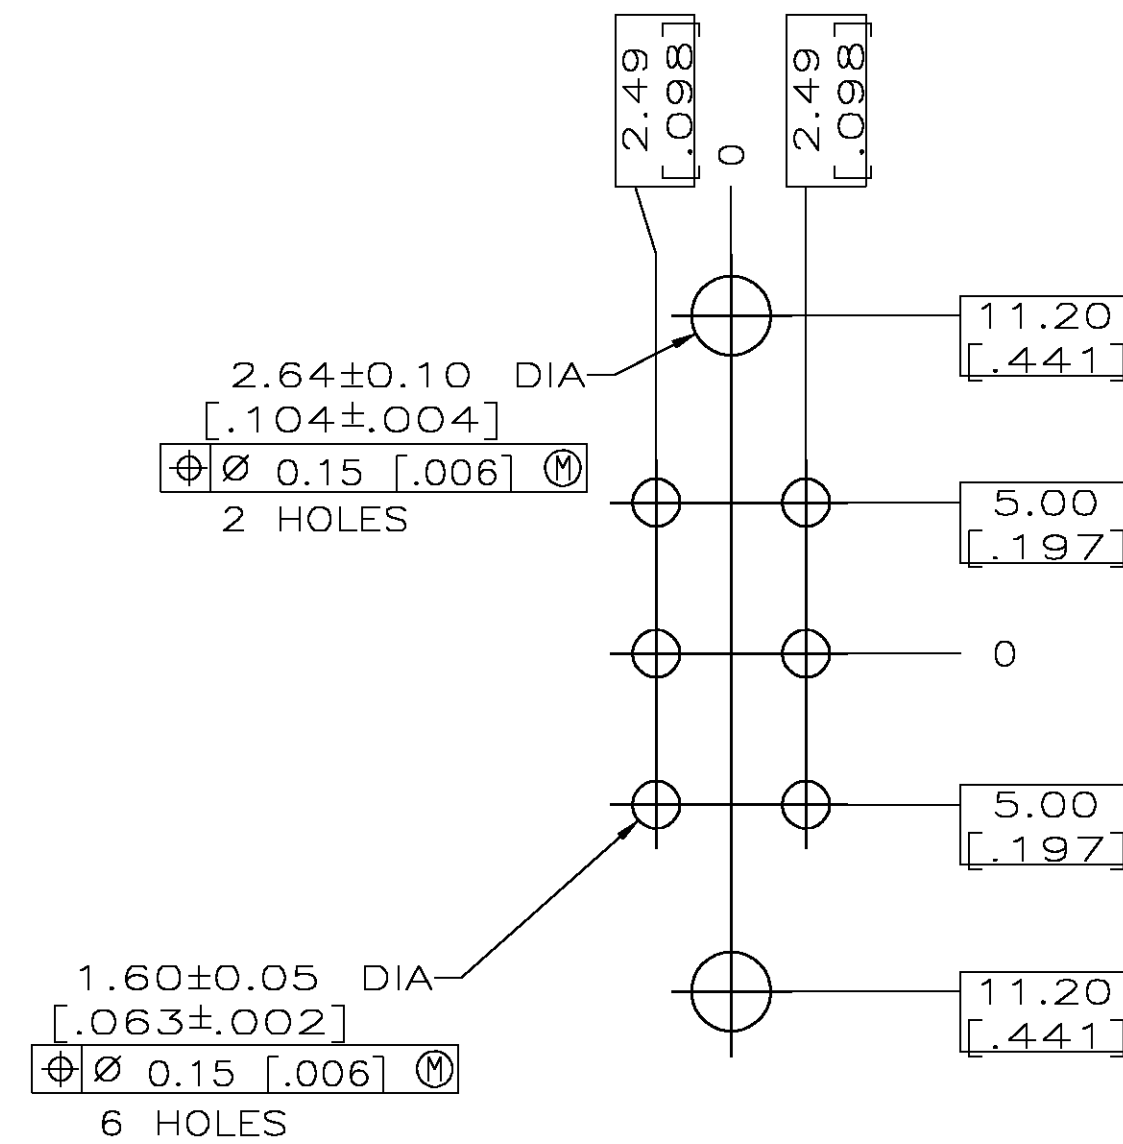 2.49
[.098]
0
2.49
[.098]
11.20
[.441]
2.64±0.10 DIA
[.104±.004]
⌖ ⌀ 0.15 [.006] Ⓜ
2 HOLES
5.00
[.197]
0
5.00
[.197]
1.60±0.05 DIA
[.063±.002]
⌖ ⌀ 0.15 [.006] Ⓜ
6 HOLES
11.20
[.441]